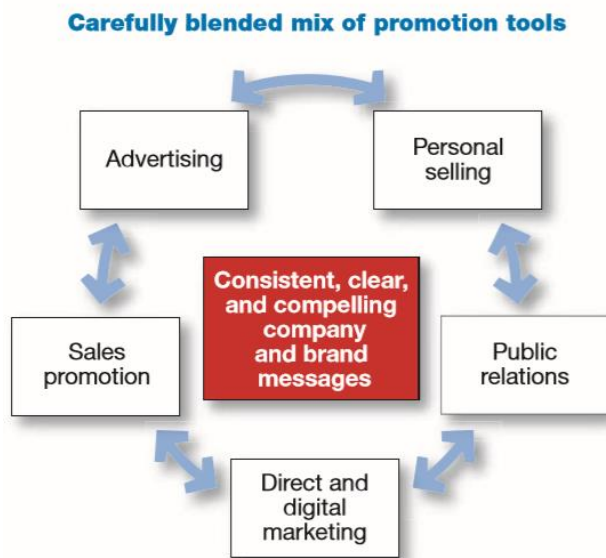 Carefully blended mix of promotion tools
Advertising
Personal
selling
Consistent, clear,
and compelling
company
and brand
messages
Sales
promotion
Public
relations
Direct and
digital
marketing